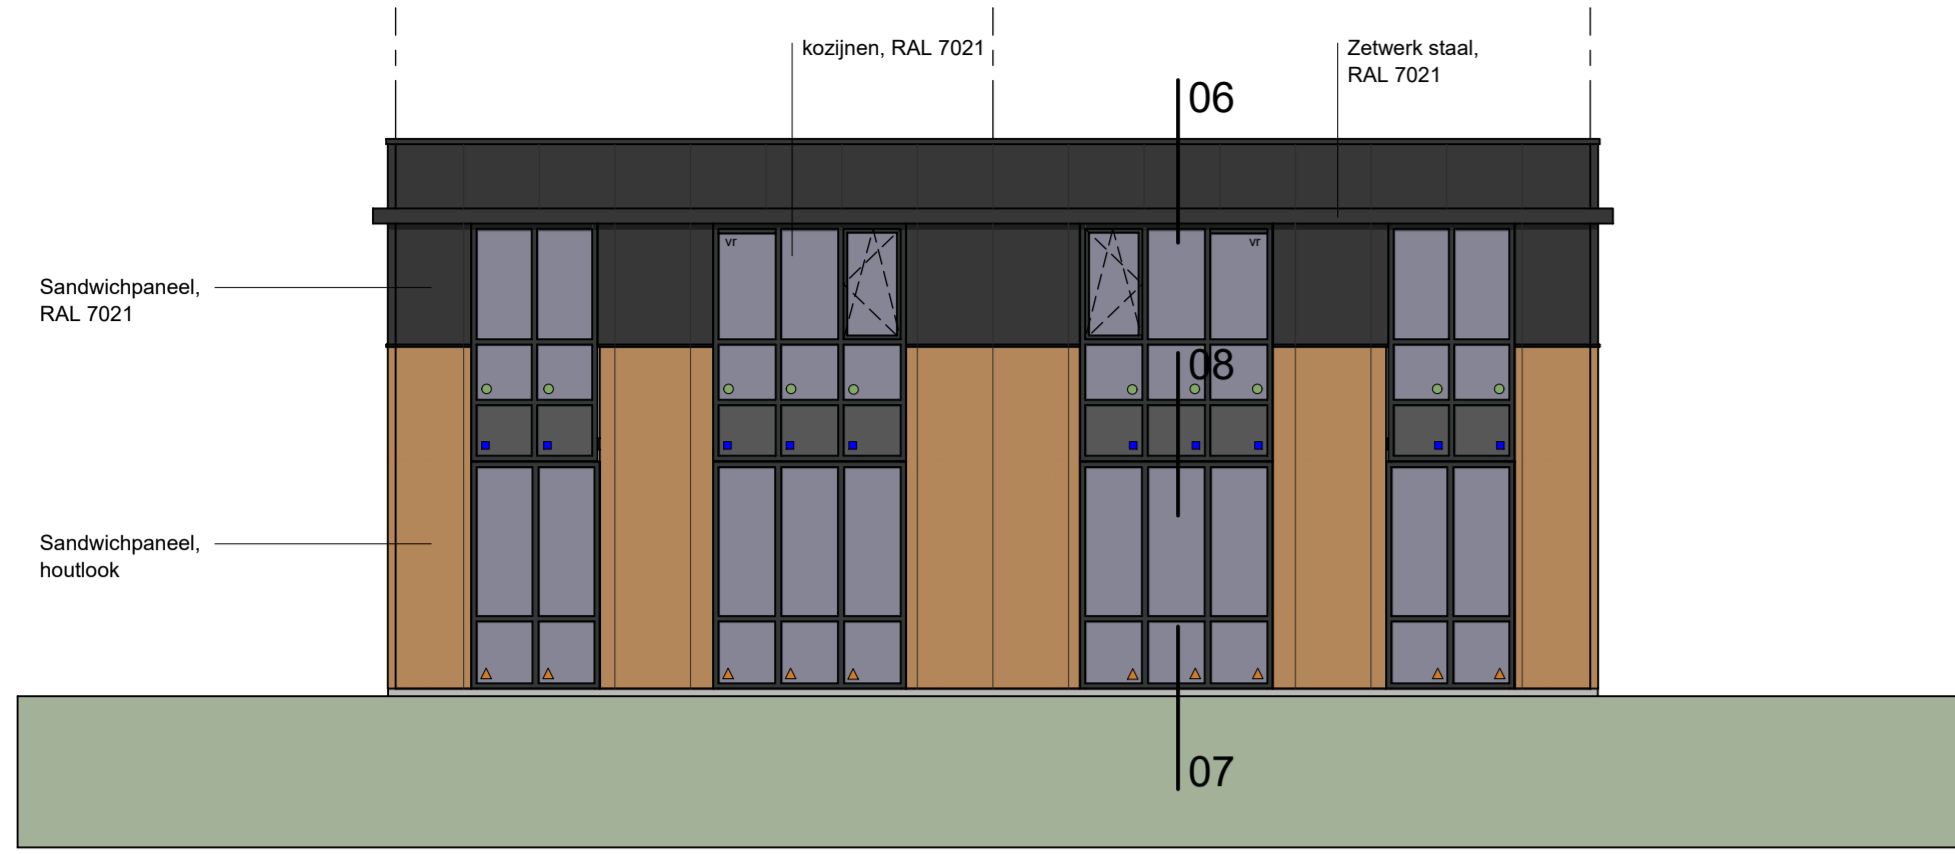 kozijnen, RAL 7021
Zetwerk staal,
RAL 7021
06
vr
vr
Sandwichpaneel,
RAL 7021
08
Sandwichpaneel,
houtlook
07